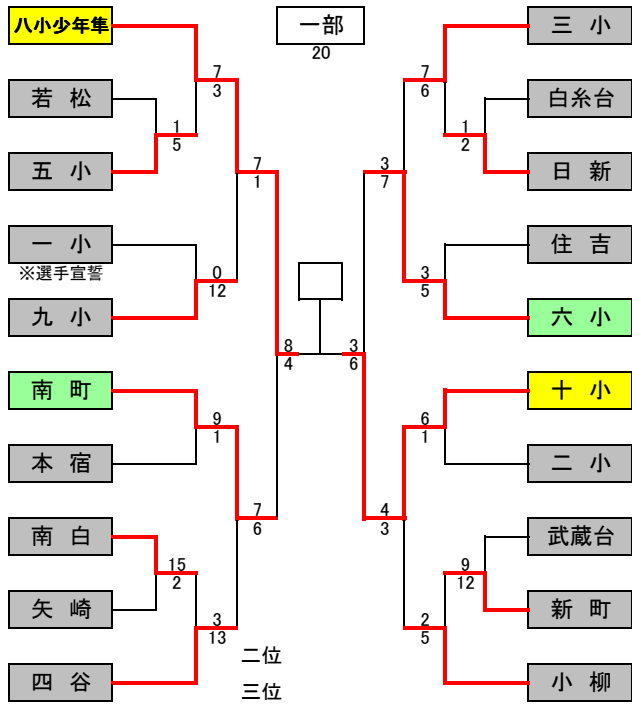 八小少年隼
一部
20
三小
7
3
7
6
若松
白糸台
1
5
1
2
五小
7
1
3
7
日新
一小
※選手宣誓
住吉
0
12
3
5
九小
六小
8
4
3
6
南町
十小
9
1
6
1
本宿
二小
7
6
4
3
南白
武蔵台
15
2
9
12
矢崎
新町
3
13
2
5
二位
四谷
三位
小柳